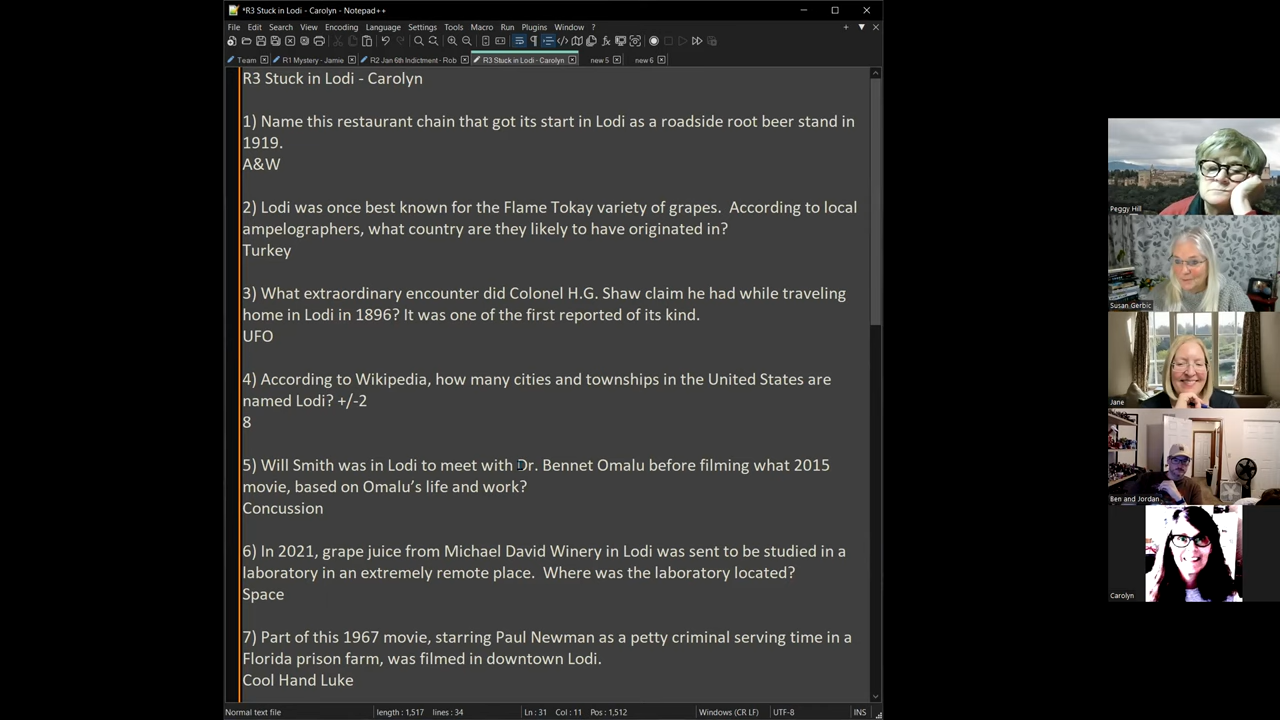 *R3 Stuck in Lodi - Carolyn - Notepad++
File Edit Search View Encoding Language Settings Tools Macro Run Plugins Window ?
Team R1 Mystery - Jamie R2 Jan 6th Indictment - Rob R3 Stuck in Lodi - Carolyn new 5 new 6
R3 Stuck in Lodi - Carolyn
1) Name this restaurant chain that got its start in Lodi as a roadside root beer stand in
1919.
A&W
2) Lodi was once best known for the Flame Tokay variety of grapes.  According to local
ampelographers, what country are they likely to have originated in?
Turkey
3) What extraordinary encounter did Colonel H.G. Shaw claim he had while traveling
home in Lodi in 1896? It was one of the first reported of its kind.
UFO
4) According to Wikipedia, how many cities and townships in the United States are
named Lodi? +/-2
8
5) Will Smith was in Lodi to meet with Dr. Bennet Omalu before filming what 2015
movie, based on Omalu’s life and work?
Concussion
6) In 2021, grape juice from Michael David Winery in Lodi was sent to be studied in a
laboratory in an extremely remote place.  Where was the laboratory located?
Space
7) Part of this 1967 movie, starring Paul Newman as a petty criminal serving time in a
Florida prison farm, was filmed in downtown Lodi.
Cool Hand Luke
Normal text file length : 1,517 lines : 34 Ln : 31 Col : 11 Pos : 1,512 Windows (CR LF) UTF-8 INS
Peggy Hill
Susan Gerbic
Jane
Ben and Jordan
Carolyn